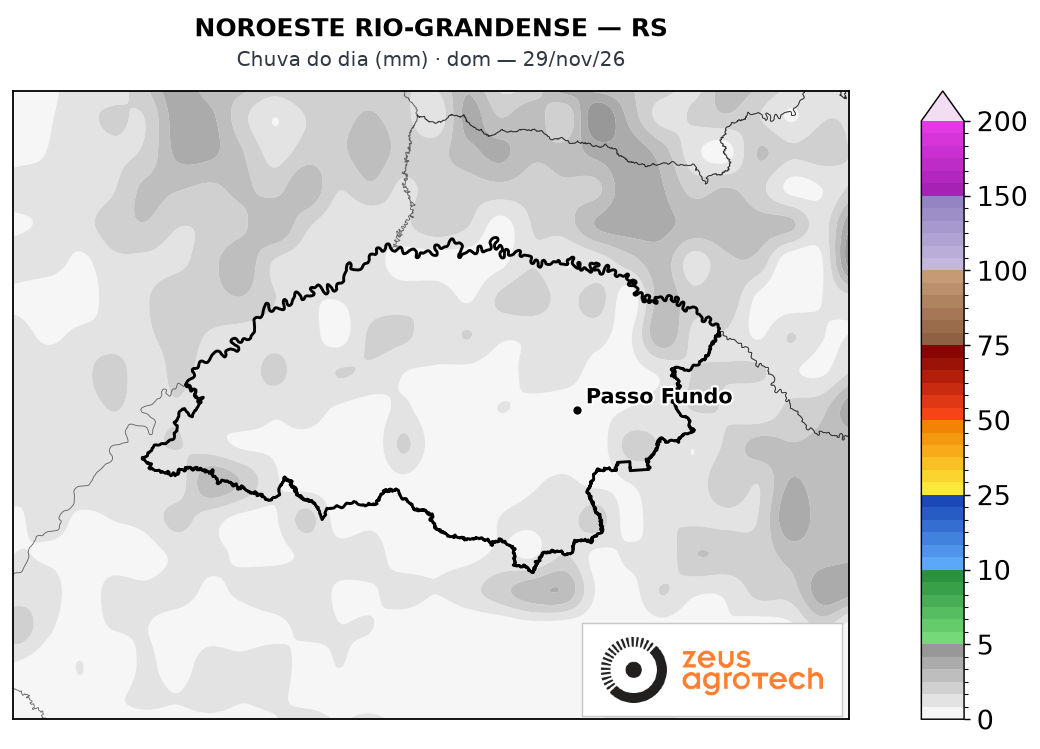 NOROESTE RIO-GRANDENSE — RS
Chuva do dia (mm) · dom — 29/nov/26
200
150
100
75
50
25
10
5
0
Passo Fundo
zeus
agrotech